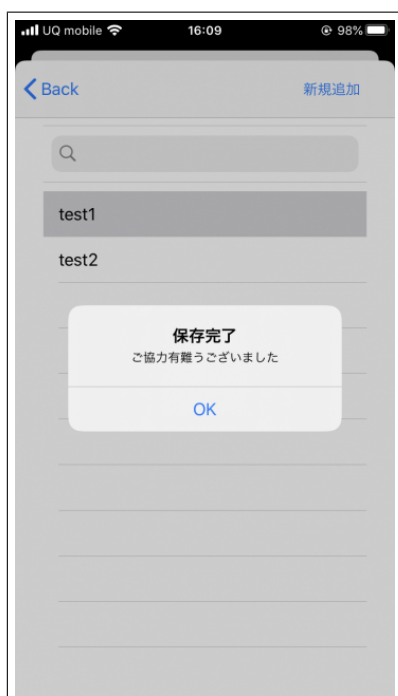 UQ mobile 16:09 98%
Back 新規追加
test1
test2
保存完了
ご協力有難うございました
OK